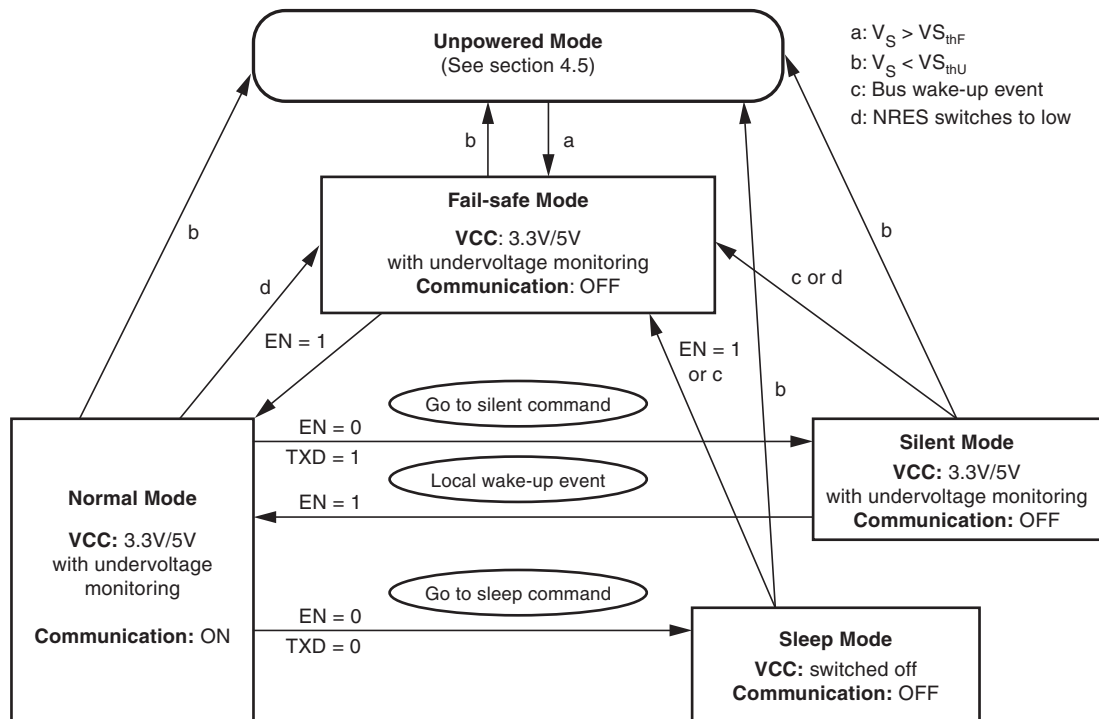 Unpowered Mode
(See section 4.5)
a: VS > VSthF
b: VS < VSthU
c: Bus wake-up event
d: NRES switches to low
b
a
Fail-safe Mode
VCC: 3.3V/5V
with undervoltage monitoring
Communication: OFF
b
d
EN = 1
c or d
b
EN = 1
or c
b
Go to silent command
EN = 0
TXD = 1
Local wake-up event
EN = 1
Silent Mode
VCC: 3.3V/5V
with undervoltage monitoring
Communication: OFF
Normal Mode
VCC: 3.3V/5V
with undervoltage
monitoring
Communication: ON
Go to sleep command
EN = 0
TXD = 0
Sleep Mode
VCC: switched off
Communication: OFF